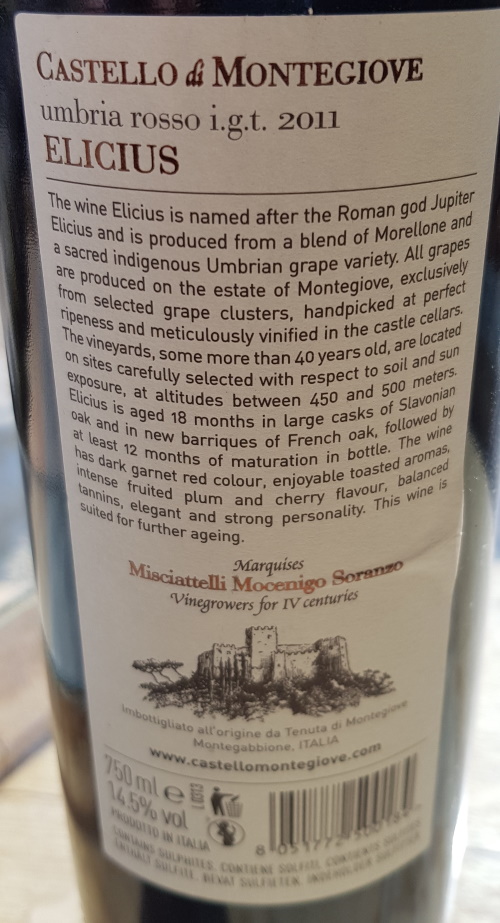 CASTELLO di MONTEGIOVE
umbria rosso i.g.t. 2011
ELICIUS
The wine Elicius is named after the Roman god Jupiter
Elicius and is produced from a blend of Morellone and
a sacred indigenous Umbrian grape variety. All grapes
are produced on the estate of Montegiove, exclusively
from selected grape clusters, handpicked at perfect
ripeness and meticulously vinified in the castle cellars.
The vineyards, some more than 40 years old, are located
on sites carefully selected with respect to soil and sun
exposure, at altitudes between 450 and 500 meters.
Elicius is aged 18 months in large casks of Slavonian
oak and in new barriques of French oak, followed by
at least 12 months of maturation in bottle. The wine
has dark garnet red colour, enjoyable toasted aromas,
intense fruited plum and cherry flavour, balanced
tannins, elegant and strong personality. This wine is
suited for further ageing.
Marquises
Misciattelli Mocenigo Soranzo
Vinegrowers for IV centuries
Imbottigliato all'origine da Tenuta di Montegiove
Montegabbione, ITALIA
www.castellomontegiove.com
750 ml e
14.5% vol
PRODOTTO IN ITALIA
CONTAINS SULPHITES. CONTIENE SOLFITI.
ENTHÄLT SULFITE. BEVAT SULFIETEN.